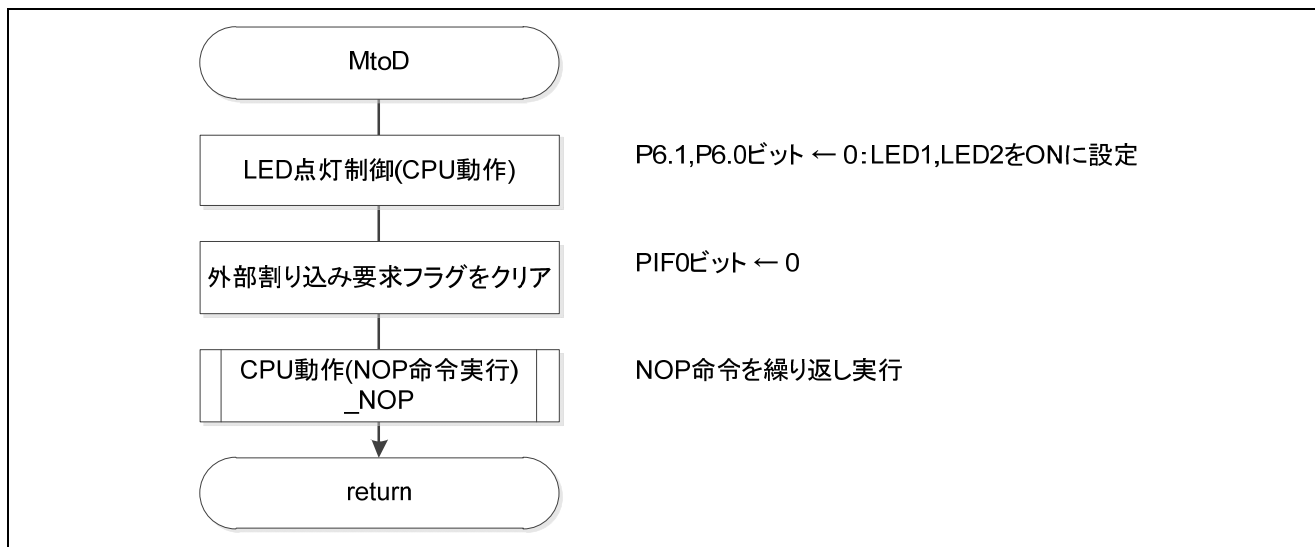 MtoD
LED点灯制御(CPU動作)
P6.1,P6.0ビット ← 0:LED1,LED2をONに設定
外部割り込み要求フラグをクリア
PIF0ビット ← 0
CPU動作(NOP命令実行)
_NOP
NOP命令を繰り返し実行
return